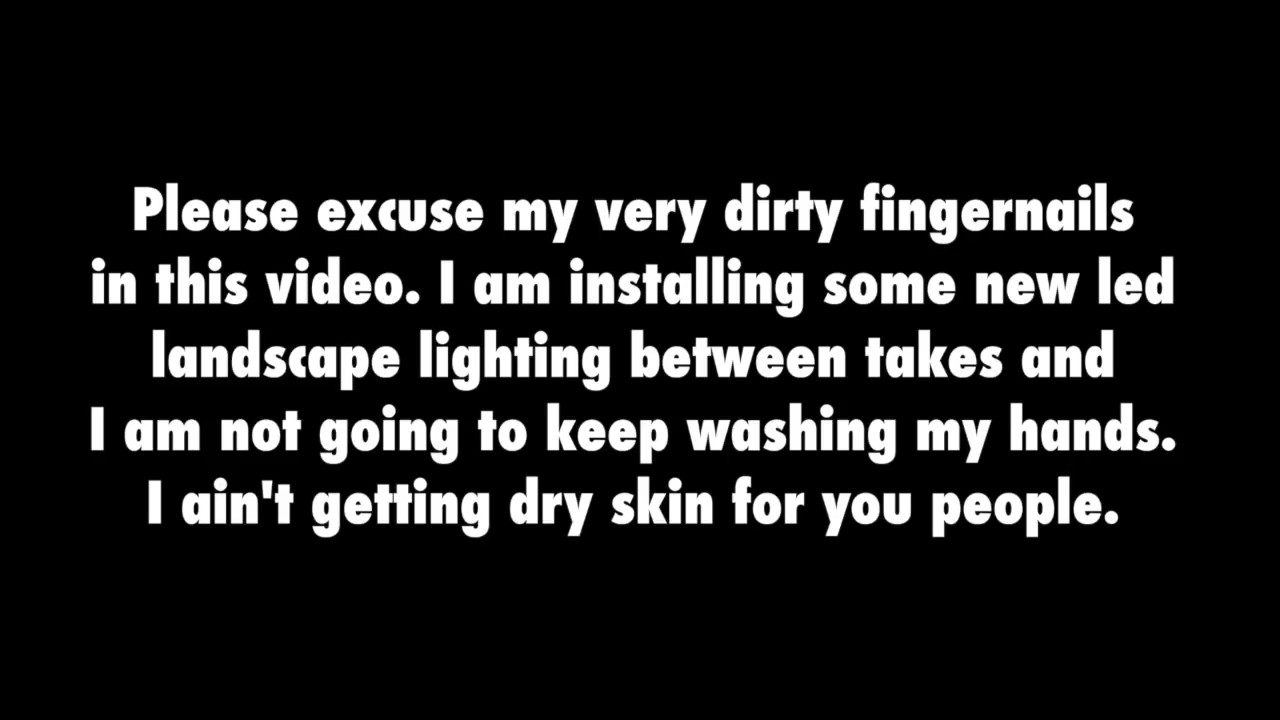 Please excuse my very dirty fingernails
in this video. I am installing some new led
landscape lighting between takes and
I am not going to keep washing my hands.
I ain't getting dry skin for you people.